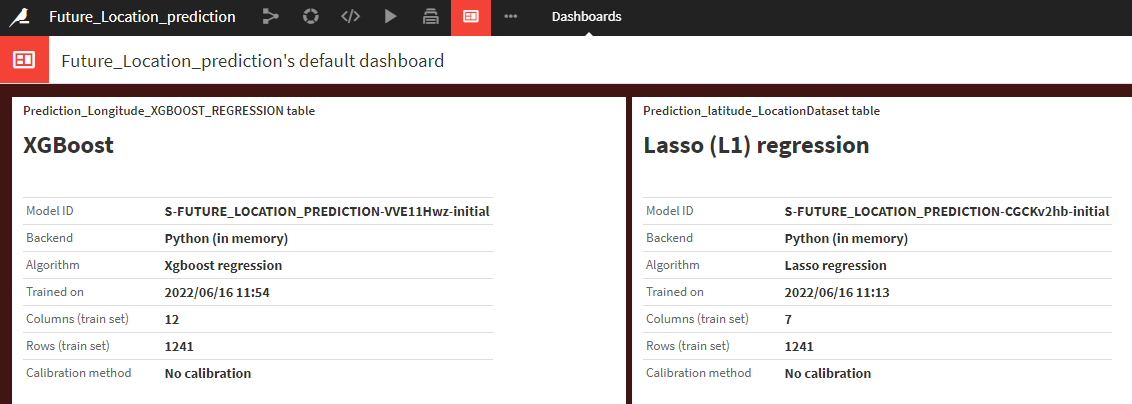 Future_Location_prediction
Dashboards
Future_Location_prediction's default dashboard
Prediction_Longitude_XGBOOST_REGRESSION table
XGBoost
Model ID S-FUTURE_LOCATION_PREDICTION-VVE11Hwz-initial
Backend Python (in memory)
Algorithm Xgboost regression
Trained on 2022/06/16 11:54
Columns (train set) 12
Rows (train set) 1241
Calibration method No calibration
Prediction_latitude_LocationDataset table
Lasso (L1) regression
Model ID S-FUTURE_LOCATION_PREDICTION-CGCKv2hb-initial
Backend Python (in memory)
Algorithm Lasso regression
Trained on 2022/06/16 11:13
Columns (train set) 7
Rows (train set) 1241
Calibration method No calibration